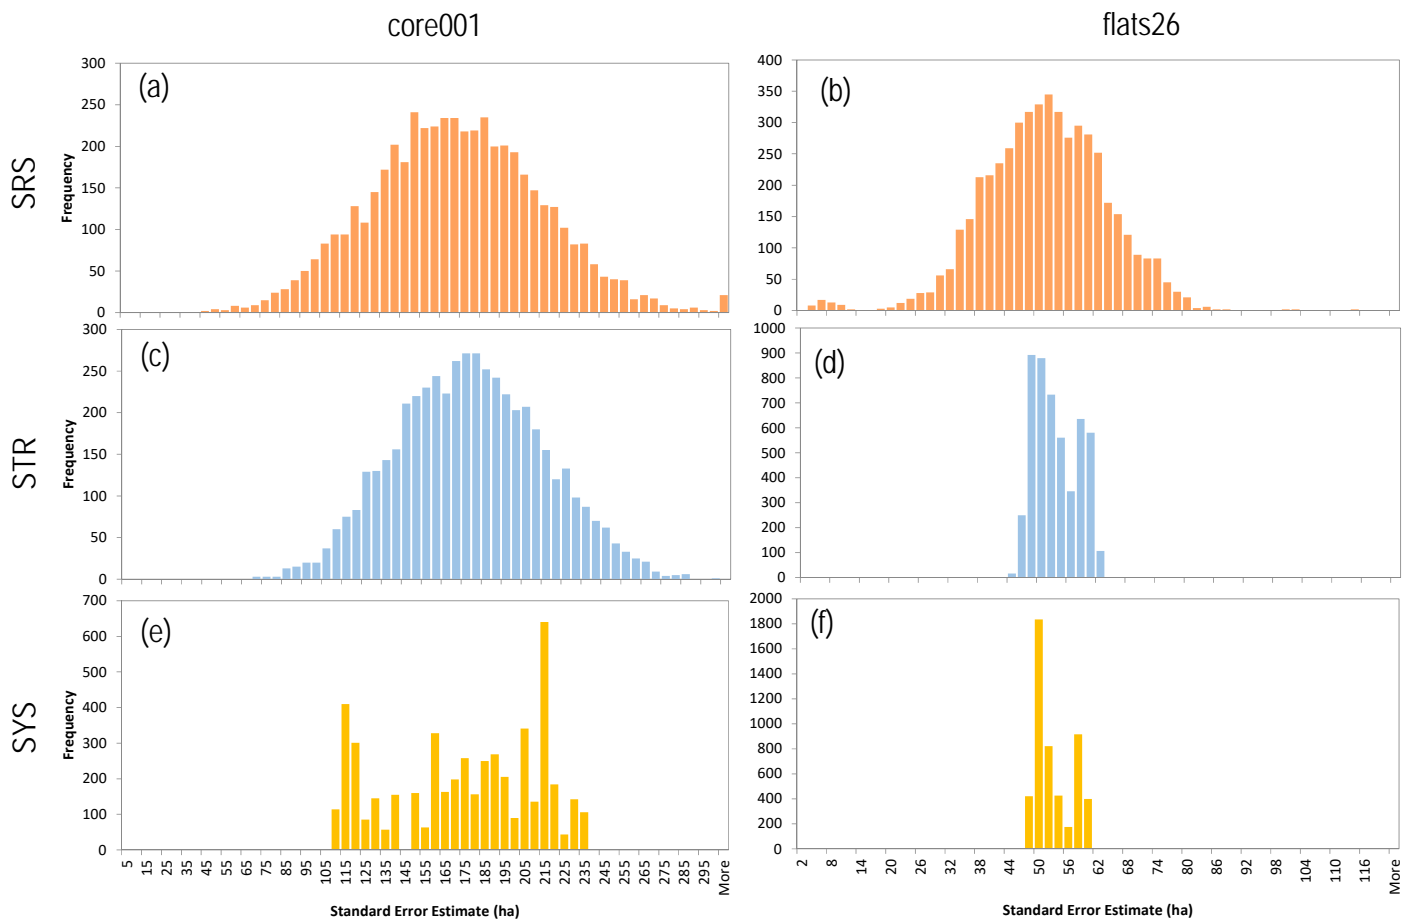 core001
flats26
SRS
Frequency
300
250
200
150
100
50
0
(a)
400
350
300
250
200
150
100
50
0
(b)
STR
Frequency
300
250
200
150
100
50
0
(c)
1000
900
800
700
600
500
400
300
200
100
0
(d)
SYS
Frequency
700
600
500
400
300
200
100
0
(e)
2000
1800
1600
1400
1200
1000
800
600
400
200
0
(f)
5 15 25 35 45 55 65 75 85 95 105 115 125 135 145 155 165 175 185 195 205 215 225 235 245 255 265 275 285 295 More
2 8 14 20 26 32 38 44 50 56 62 68 74 80 86 92 98 104 110 116 More
Standard Error Estimate (ha)
Standard Error Estimate (ha)